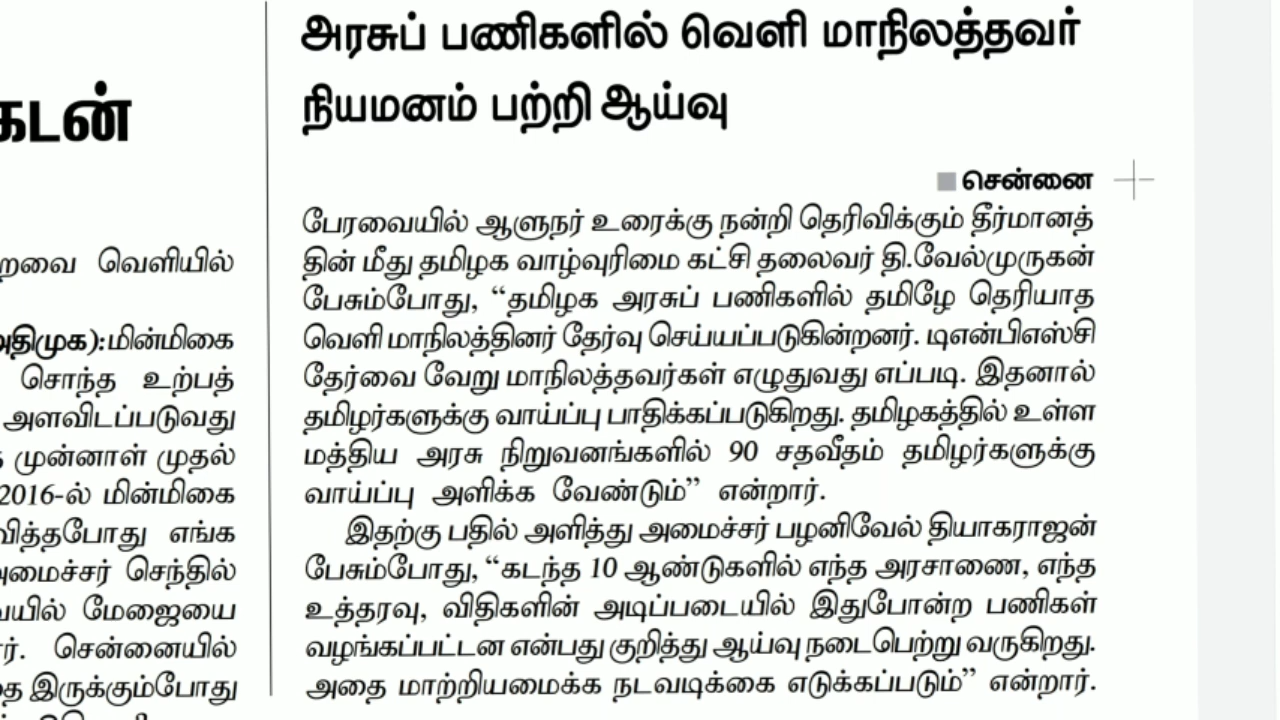 கடன்
றவை வெளியில்
அதிமுக): மின்மிகை
சொந்த உற்பத்
அளவிடப்படுவது
முன்னாள் முதல்
2016-ல் மின்மிகை
வித்தபோது எங்க
அமைச்சர் செந்தில்
வையில் மேஜையை
ர். சென்னையில்
தை இருக்கும்போது
அரசுப் பணிகளில் வெளி மாநிலத்தவர்
நியமனம் பற்றி ஆய்வு
சென்னை
பேரவையில் ஆளுநர் உரைக்கு நன்றி தெரிவிக்கும் தீர்மானத்
தின் மீது தமிழக வாழ்வுரிமை கட்சி தலைவர் தி.வேல்முருகன்
பேசும்போது, “தமிழக அரசுப் பணிகளில் தமிழே தெரியாத
வெளி மாநிலத்தினர் தேர்வு செய்யப்படுகின்றனர். டிஎன்பிஎஸ்சி
தேர்வை வேறு மாநிலத்தவர்கள் எழுதுவது எப்படி. இதனால்
தமிழர்களுக்கு வாய்ப்பு பாதிக்கப்படுகிறது. தமிழகத்தில் உள்ள
மத்திய அரசு நிறுவனங்களில் 90 சதவீதம் தமிழர்களுக்கு
வாய்ப்பு அளிக்க வேண்டும்” என்றார்.
இதற்கு பதில் அளித்து அமைச்சர் பழனிவேல் தியாகராஜன்
பேசும்போது, “கடந்த 10 ஆண்டுகளில் எந்த அரசாணை, எந்த
உத்தரவு, விதிகளின் அடிப்படையில் இதுபோன்ற பணிகள்
வழங்கப்பட்டன என்பது குறித்து ஆய்வு நடைபெற்று வருகிறது.
அதை மாற்றியமைக்க நடவடிக்கை எடுக்கப்படும்” என்றார்.